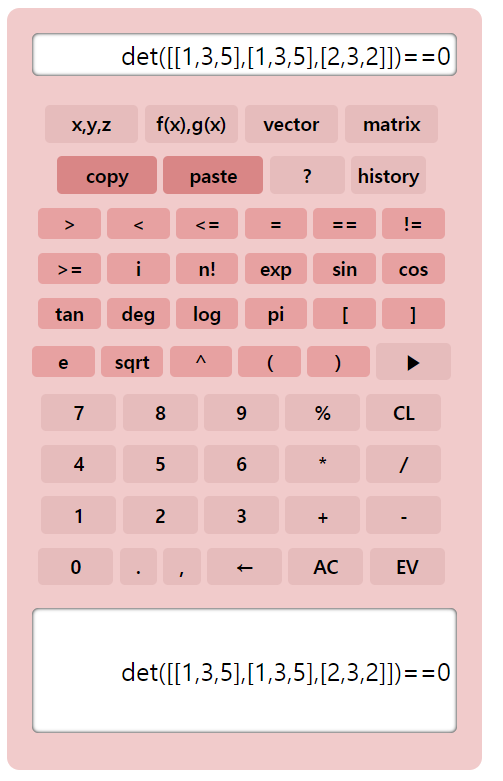 det([[1,3,5],[1,3,5],[2,3,2]])==0
x,y,z f(x),g(x) vector matrix
copy paste ? history
> < <= = == !=
>= i n! exp sin cos
tan deg log pi [ ]
e sqrt ^ ( ) ▶
7 8 9 % CL
4 5 6 * /
1 2 3 + -
0 . , ← AC EV
det([[1,3,5],[1,3,5],[2,3,2]])==0